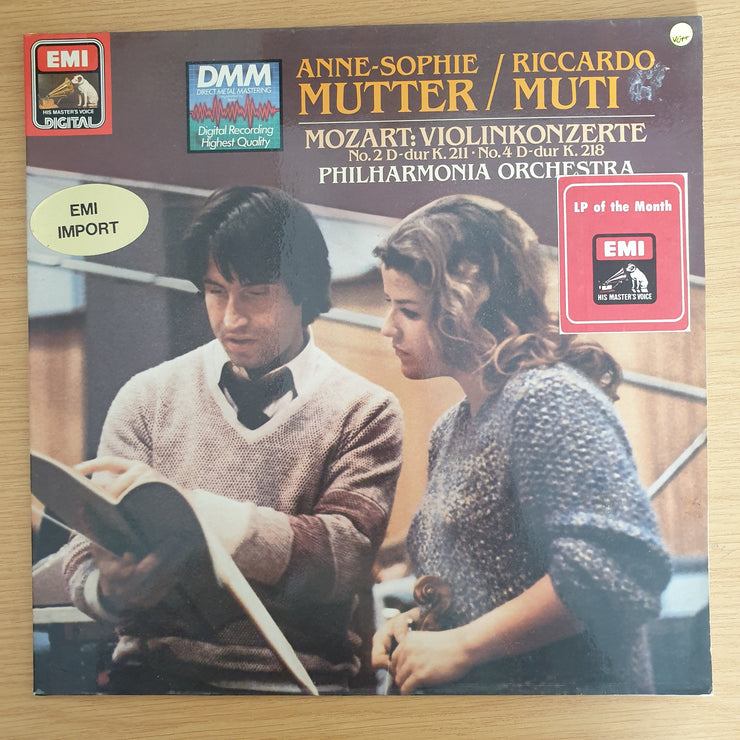 EMI
HIS MASTER'S VOICE
DIGITAL
DMM
DIRECT METAL MASTERING
Digital Recording
Highest Quality
ANNE-SOPHIE
MUTTER /
RICCARDO
MUTI
MOZART: VIOLINKONZERTE
No. 2 D-dur K. 211 · No. 4 D-dur K. 218
PHILHARMONIA ORCHESTRA
EMI
IMPORT
LP of the Month
EMI
HIS MASTER'S VOICE